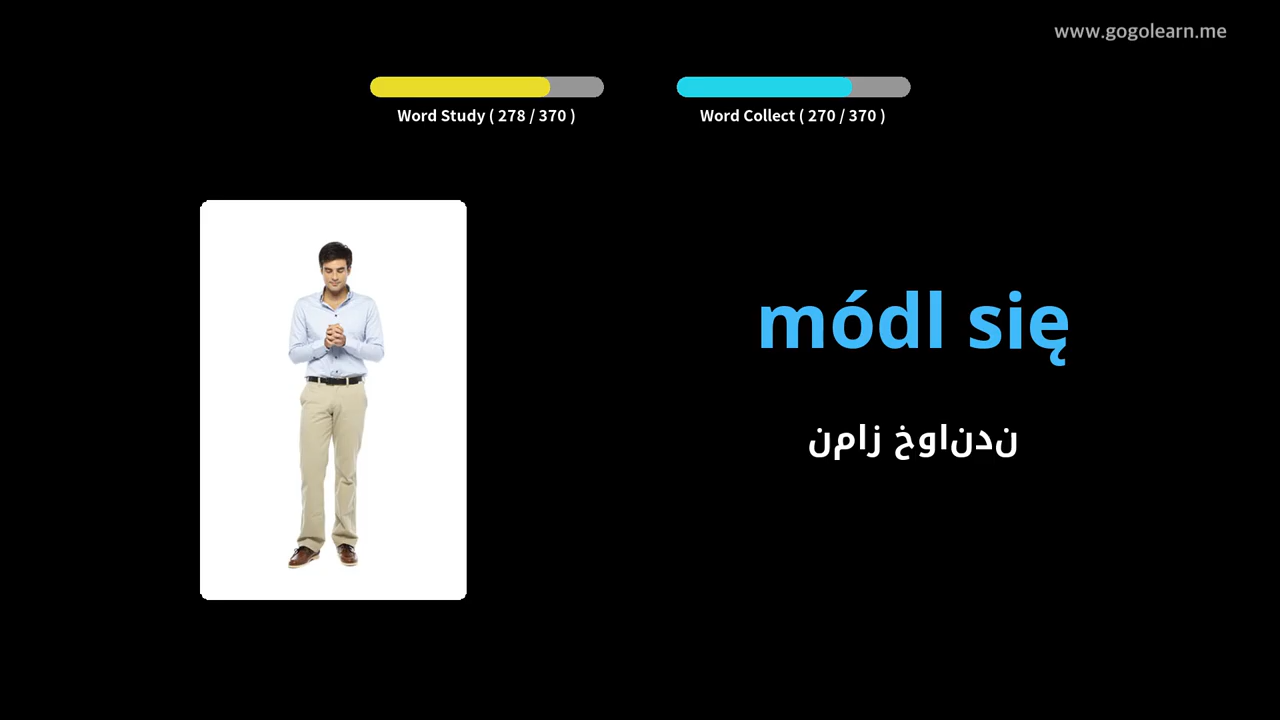 www.gogolearn.me
Word Study ( 278 / 370 )
Word Collect ( 270 / 370 )
módl się
نماز خواندن